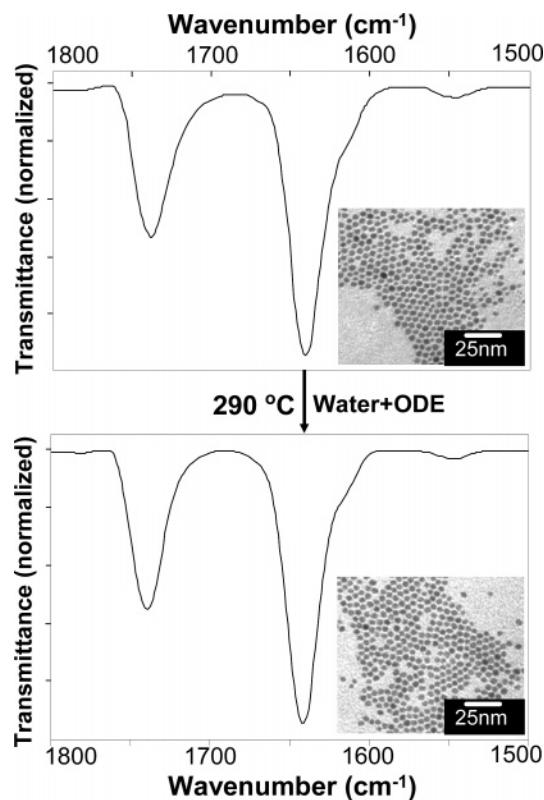 Wavenumber (cm⁻¹)
1800 1700 1600 1500
Transmittance (normalized)
25nm
290 °C Water+ODE
Transmittance (normalized)
25nm
1800 1700 1600 1500
Wavenumber (cm⁻¹)